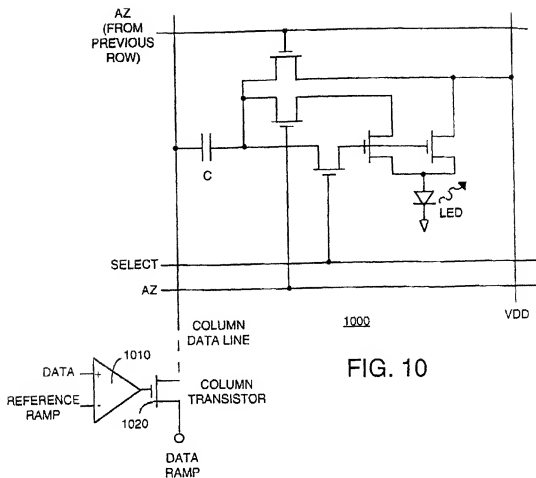 AZ
(FROM
PREVIOUS
ROW)
C
LED
SELECT
AZ
1000
VDD
COLUMN
DATA LINE
FIG. 10
1010
DATA
+
REFERENCE
RAMP
-
1020
COLUMN
TRANSISTOR
DATA
RAMP